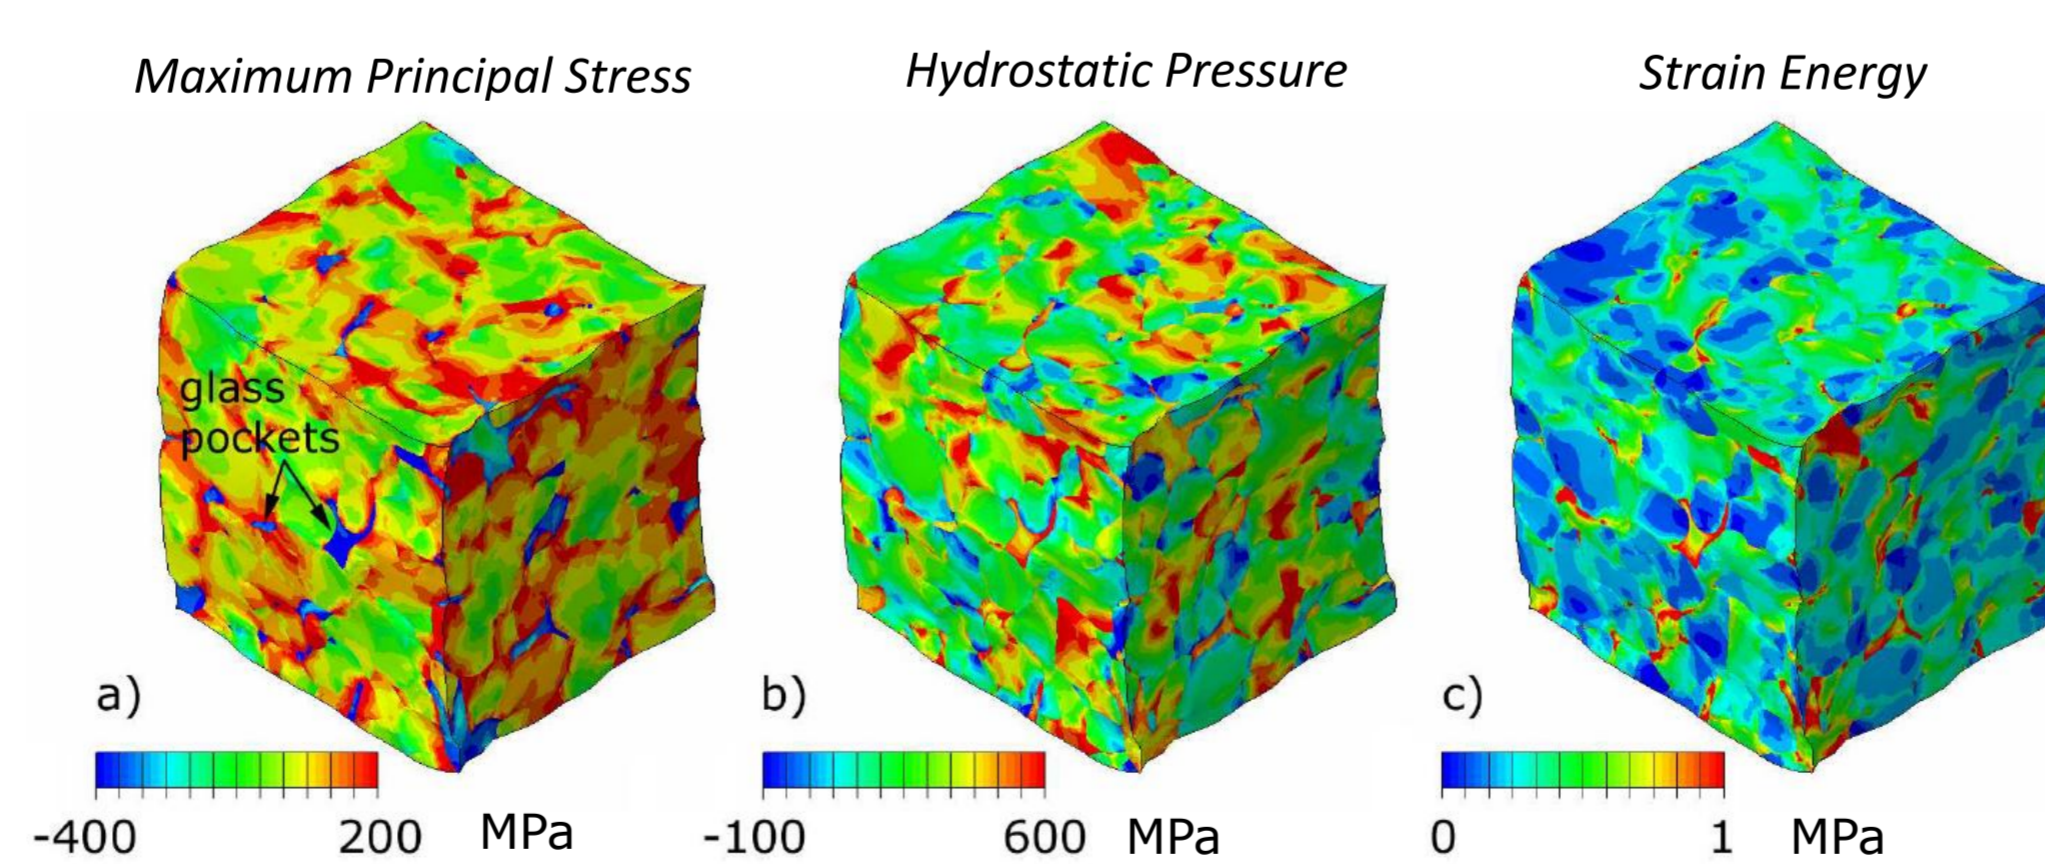 Maximum Principal Stress
Hydrostatic Pressure
Strain Energy
glass
pockets
a)
b)
c)
-400 200 MPa
-100 600 MPa
0 1 MPa